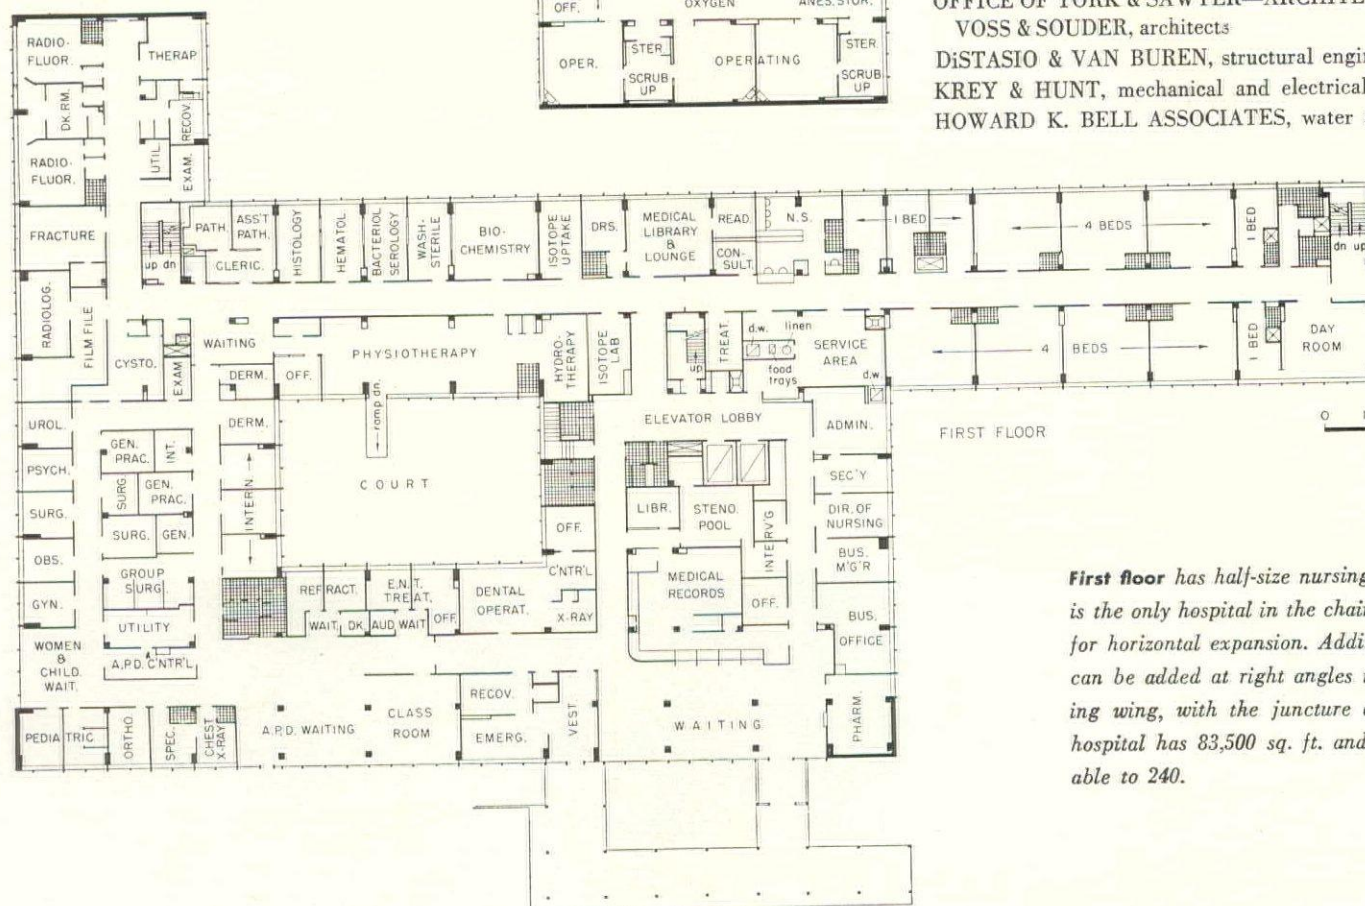 OFF.
OXYGEN
ANES. STOR.
OPER.
STER.
SCRUB
UP
OPERATING
STER.
SCRUB
UP
OFFICE OF YORK & SAWYER—ARCHITE
VOSS & SOUDER, architects
DiSTASIO & VAN BUREN, structural engin
KREY & HUNT, mechanical and electrical
HOWARD K. BELL ASSOCIATES, water
RADIO-
FLUOR.
THERAP.
DK. RM.
RECOV.
RADIO-
FLUOR.
UTIL.
EXAM.
FRACTURE
up dn
PATH.
ASS'T
PATH.
CLERIC.
HISTOLOGY
HEMATOL.
BACTERIOL
SEROLOGY
WASH-
STERILE
BIO-
CHEMISTRY
ISOTOPE
UPTAKE
DRS.
MEDICAL
LIBRARY
&
LOUNGE
READ.
CON-
SULT.
N.S.
1 BED
4 BEDS
1 BED
dn up
RADIOLOG.
FILM FILE
CYSTO.
EXAM
WAITING
DERM.
OFF.
PHYSIOTHERAPY
HYDRO-
THERAPY
ISOTOPE
LAB
up
TREAT.
d.w.
linen
food
trays
SERVICE
AREA
d.w.
4 BEDS
1 BED
DAY
ROOM
UROL.
DERM.
ramp dn.
ELEVATOR LOBBY
ADMIN.
FIRST FLOOR
0
GEN.
PRAC.
INT.
PSYCH.
SURG.
GEN.
PRAC.
INTERN.
COURT
SEC'Y
SURG.
SURG.
GEN.
OFF.
LIBR.
STENO.
POOL
INTERV'G
DIR. OF
NURSING
OBS.
GROUP
SURG.
REFRACT.
E.N.T.
TREAT.
DENTAL
OPERAT.
C'NTR'L
MEDICAL
RECORDS
BUS.
M'G'R
GYN.
UTILITY
WAIT.
DK.
AUD.
WAIT
OFF.
X-RAY
OFF.
BUS.
OFFICE
WOMEN
&
CHILD.
WAIT.
A.P.D. C'NTR'L
PEDIATRIC
ORTHO
SPEC.
CHEST
X-RAY
A.P.D. WAITING
CLASS
ROOM
RECOV.
EMERG.
VEST.
WAITING
PHARM.
First floor has half-size nursing
is the only hospital in the chain
for horizontal expansion. Addi
can be added at right angles
ing wing, with the juncture
hospital has 83,500 sq. ft. and
able to 240.